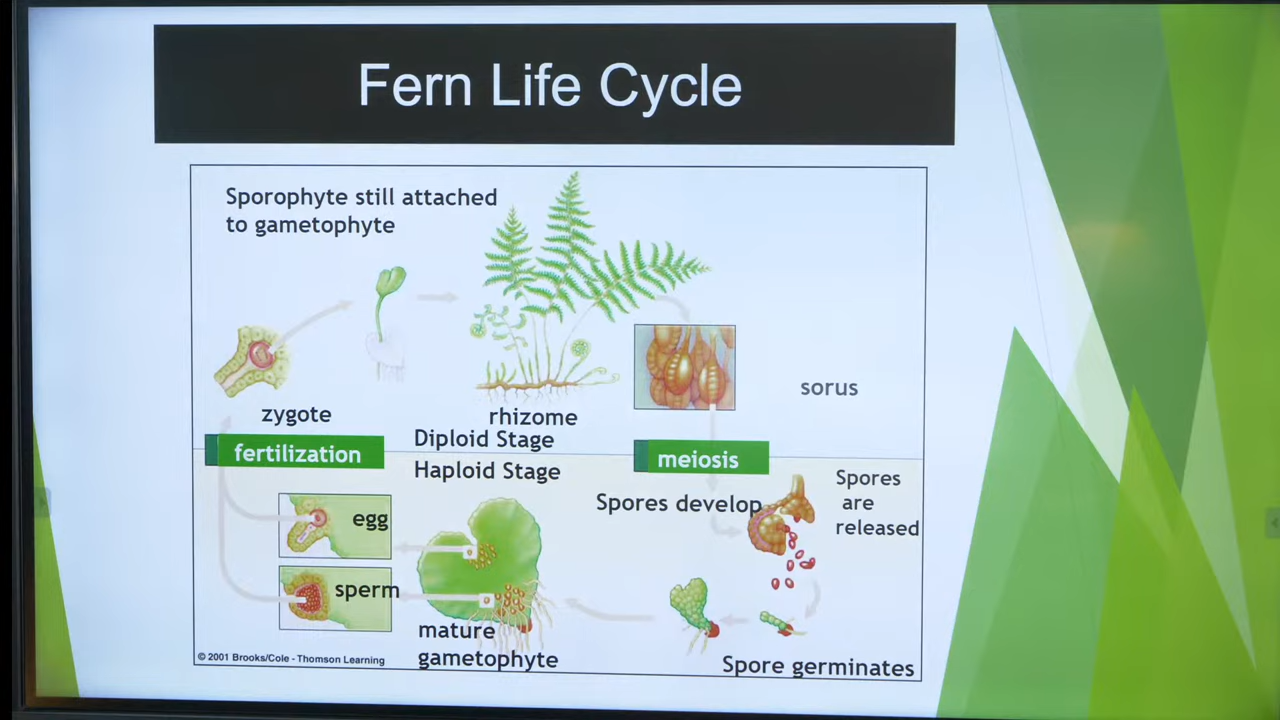 Fern Life Cycle
Sporophyte still attached
to gametophyte
sorus
zygote
rhizome
Diploid Stage
fertilization
meiosis
Haploid Stage
Spores
are
released
Spores develop
egg
sperm
mature
gametophyte
Spore germinates
© 2001 Brooks/Cole - Thomson Learning